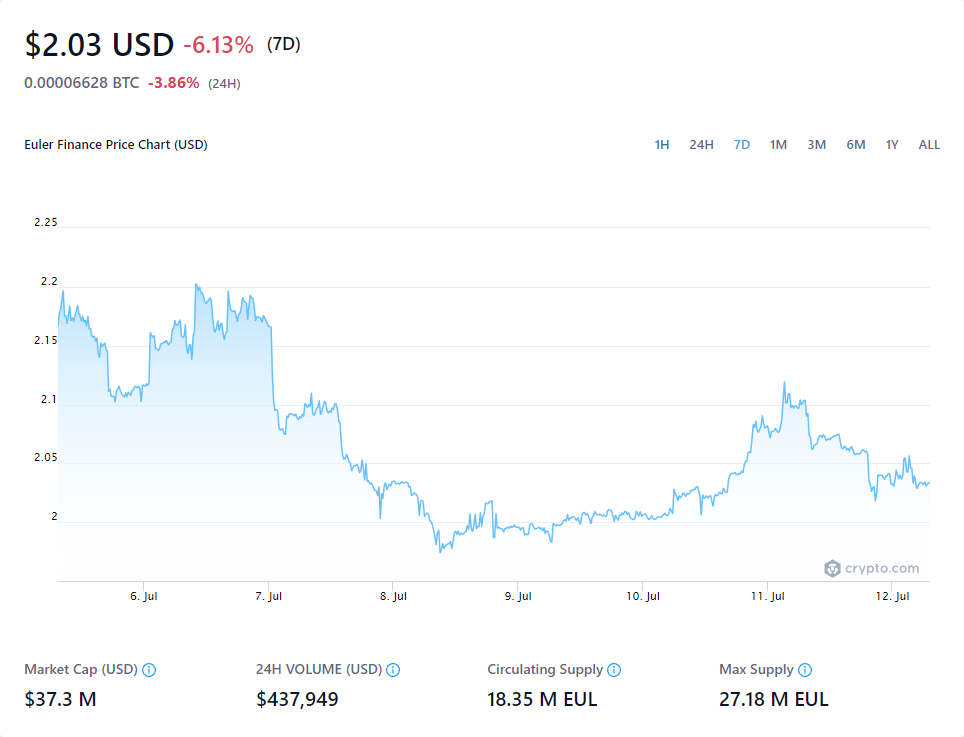 $2.03 USD -6.13% (7D)
0.00006628 BTC -3.86% (24H)
Euler Finance Price Chart (USD) 1H 24H 7D 1M 3M 6M 1Y ALL
2.25
2.2
2.15
2.1
2.05
2
crypto.com
6. Jul 7. Jul 8. Jul 9. Jul 10. Jul 11. Jul 12. Jul
Market Cap (USD) 24H VOLUME (USD) Circulating Supply Max Supply
$37.3 M $437,949 18.35 M EUL 27.18 M EUL